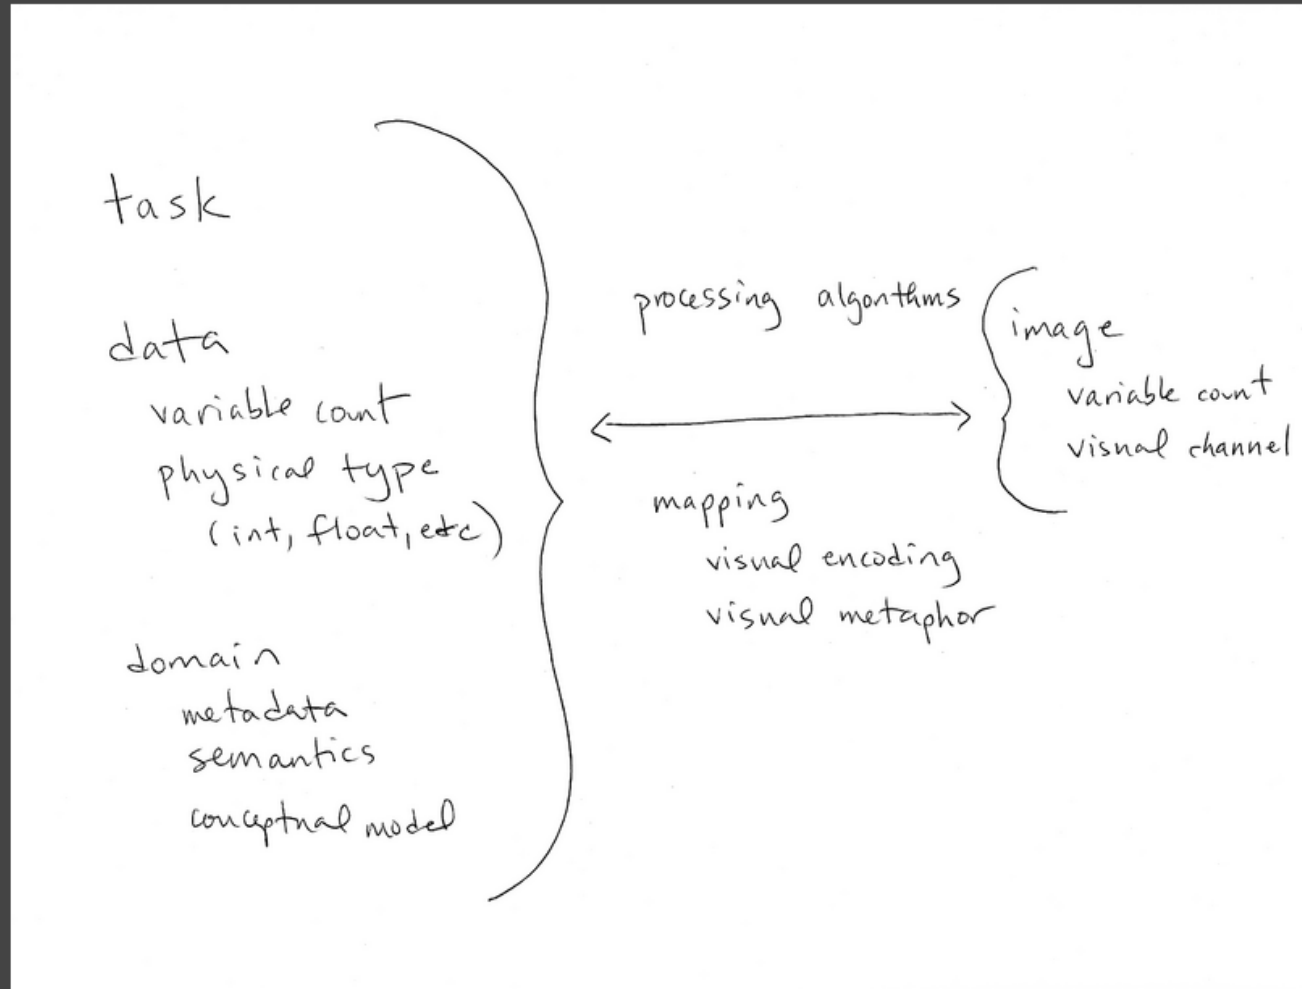 task
data
variable count
physical type
(int, float, etc)
domain
metadata
semantics
conceptual model
processing algorithms
mapping
visual encoding
visual metaphor
image
variable count
visual channel